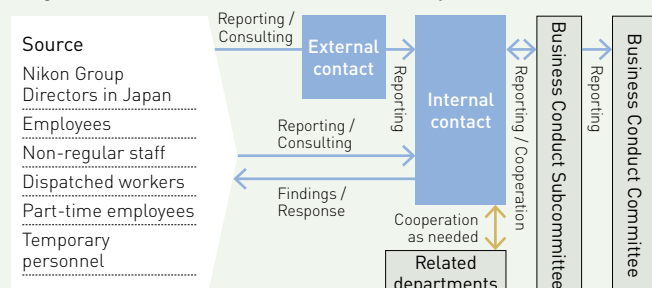 Source
Nikon Group
Directors in Japan
Employees
Non-regular staff
Dispatched workers
Part-time employees
Temporary
personnel
Reporting /
Consulting
External
contact
Reporting
Reporting /
Consulting
Findings /
Response
Internal
contact
Cooperation
as needed
Related
departments
Reporting / Cooperation
Business Conduct Subcommittee
Reporting
Business Conduct Committee